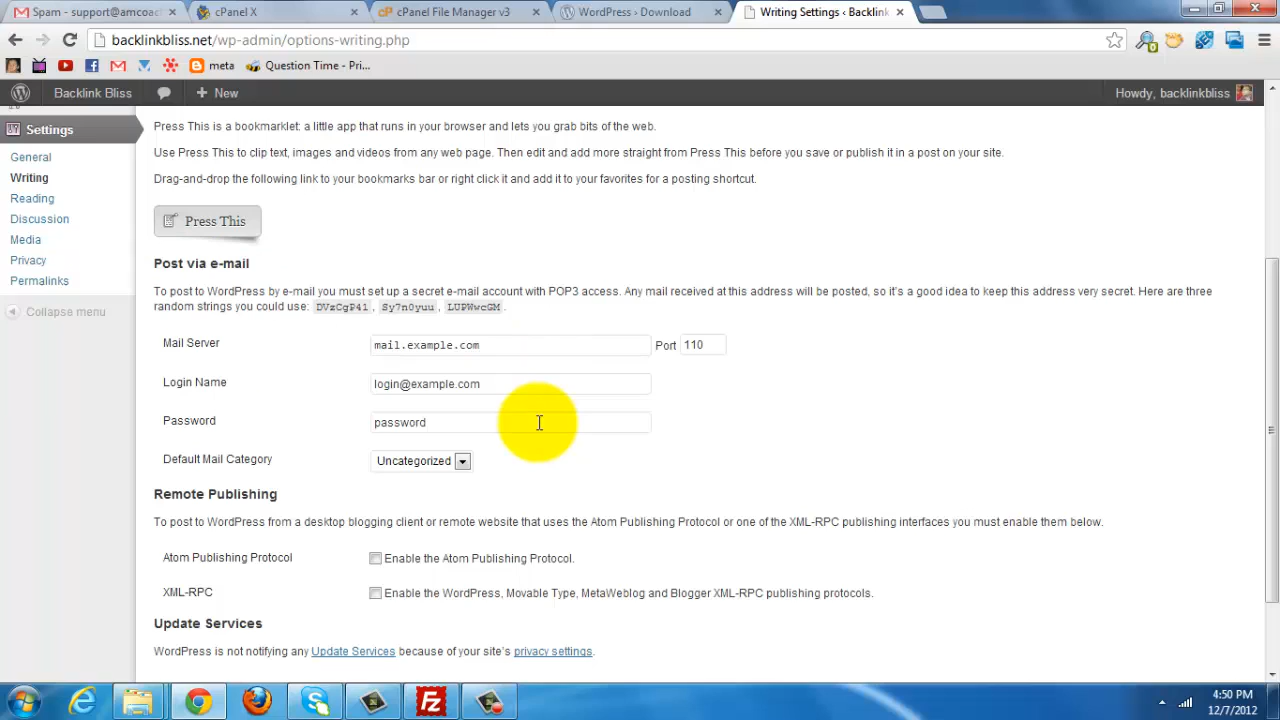 Spam - support@amcoach
cPanel X
cPanel File Manager v3
WordPress › Download
Writing Settings ‹ Backlink
backlinkbliss.net/wp-admin/options-writing.php
meta
Question Time - Pri...
Backlink Bliss
New
Howdy, backlinkbliss
Settings
General
Writing
Reading
Discussion
Media
Privacy
Permalinks
Collapse menu
Press This is a bookmarklet: a little app that runs in your browser and lets you grab bits of the web.
Use Press This to clip text, images and videos from any web page. Then edit and add more straight from Press This before you save or publish it in a post on your site.
Drag-and-drop the following link to your bookmarks bar or right click it and add it to your favorites for a posting shortcut.
Press This
Post via e-mail
To post to WordPress by e-mail you must set up a secret e-mail account with POP3 access. Any mail received at this address will be posted, so it's a good idea to keep this address very secret. Here are three
random strings you could use: DVzCgP41, Sy7n0yuu, LUPWwcGM.
Mail Server mail.example.com Port 110
Login Name login@example.com
Password password
Default Mail Category Uncategorized
Remote Publishing
To post to WordPress from a desktop blogging client or remote website that uses the Atom Publishing Protocol or one of the XML-RPC publishing interfaces you must enable them below.
Atom Publishing Protocol Enable the Atom Publishing Protocol.
XML-RPC Enable the WordPress, Movable Type, MetaWeblog and Blogger XML-RPC publishing protocols.
Update Services
WordPress is not notifying any Update Services because of your site's privacy settings.
4:50 PM
12/7/2012